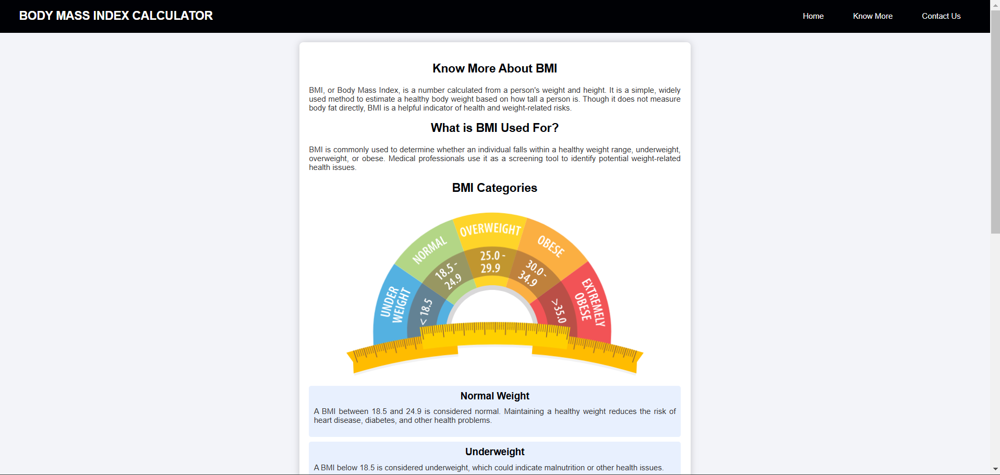 BODY MASS INDEX CALCULATOR
Home
Know More
Contact Us
Know More About BMI
BMI, or Body Mass Index, is a number calculated from a person's weight and height. It is a simple, widely
used method to estimate a healthy body weight based on how tall a person is. Though it does not measure
body fat directly, BMI is a helpful indicator of health and weight-related risks.
What is BMI Used For?
BMI is commonly used to determine whether an individual falls within a healthy weight range, underweight,
overweight, or obese. Medical professionals use it as a screening tool to identify potential weight-related
health issues.
BMI Categories
UNDER
WEIGHT
< 18.5
NORMAL
18.5 -
24.9
OVERWEIGHT
25.0 -
29.9
OBESE
30.0 -
34.9
EXTREMELY
OBESE
>35.0
Normal Weight
A BMI between 18.5 and 24.9 is considered normal. Maintaining a healthy weight reduces the risk of
heart disease, diabetes, and other health problems.
Underweight
A BMI below 18.5 is considered underweight, which could indicate malnutrition or other health issues.